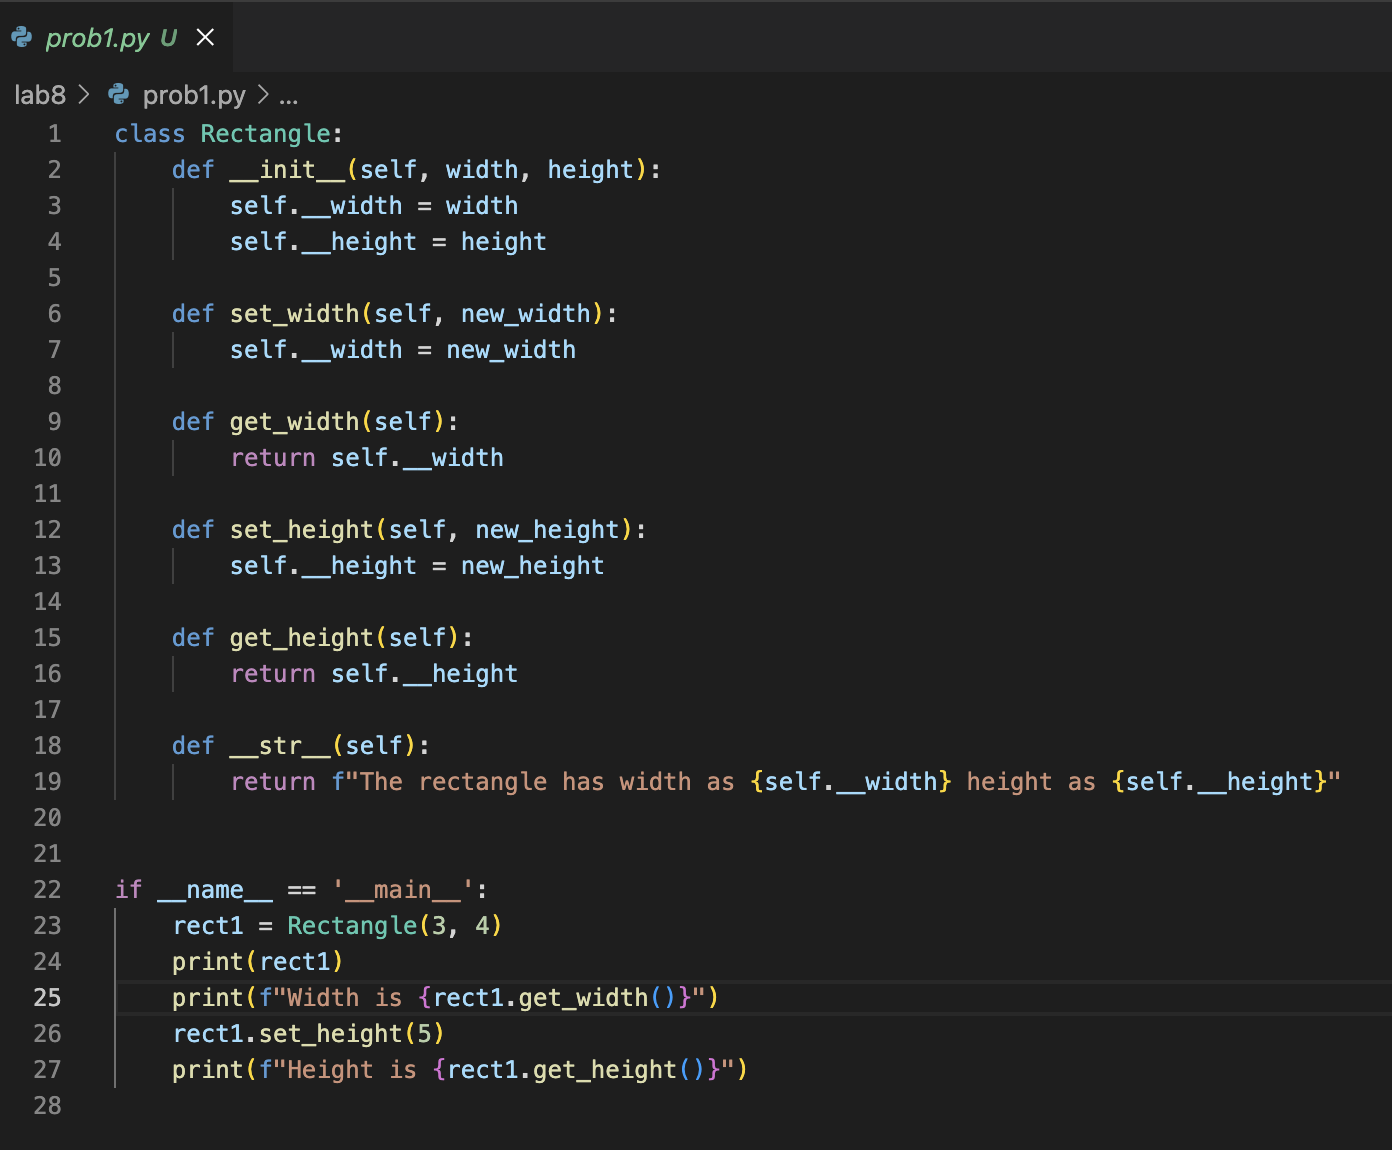 prob1.py U ×
lab8 > prob1.py > ...
1 class Rectangle:
2     def __init__(self, width, height):
3         self.__width = width
4         self.__height = height
5
6     def set_width(self, new_width):
7         self.__width = new_width
8
9     def get_width(self):
10         return self.__width
11
12     def set_height(self, new_height):
13         self.__height = new_height
14
15     def get_height(self):
16         return self.__height
17
18     def __str__(self):
19         return f"The rectangle has width as {self.__width} height as {self.__height}"
20
21
22 if __name__ == '__main__':
23     rect1 = Rectangle(3, 4)
24     print(rect1)
25     print(f"Width is {rect1.get_width()}")
26     rect1.set_height(5)
27     print(f"Height is {rect1.get_height()}")
28